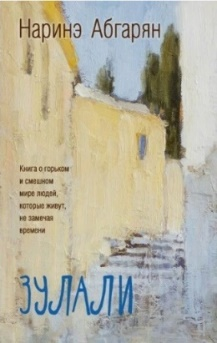 Наринэ Абгарян
Книга о горьком
и смешном
мире людей,
которые живут,
не замечая
времени
ЗУЛАЛИ